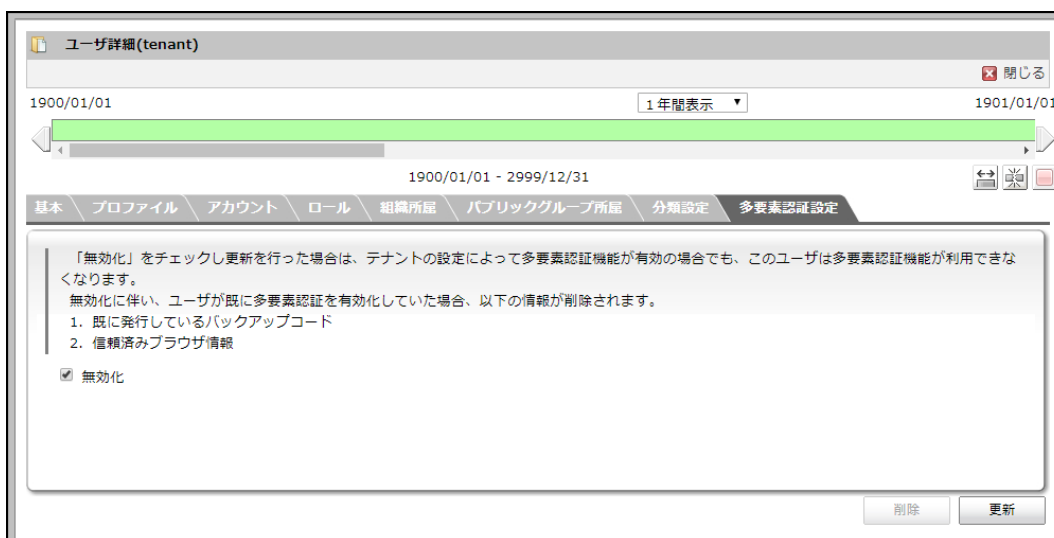 ユーザ詳細(tenant)
閉じる
1900/01/01 1年間表示 1901/01/01
1900/01/01 - 2999/12/31
基本 プロファイル アカウント ロール 組織所属 パブリックグループ所属 分類設定 多要素認証設定
「無効化」をチェックし更新を行った場合は、テナントの設定によって多要素認証機能が有効の場合でも、このユーザは多要素認証機能が利用できな
くなります。
無効化に伴い、ユーザが既に多要素認証を有効化していた場合、以下の情報が削除されます。
1. 既に発行しているバックアップコード
2. 信頼済みブラウザ情報
無効化
削除 更新